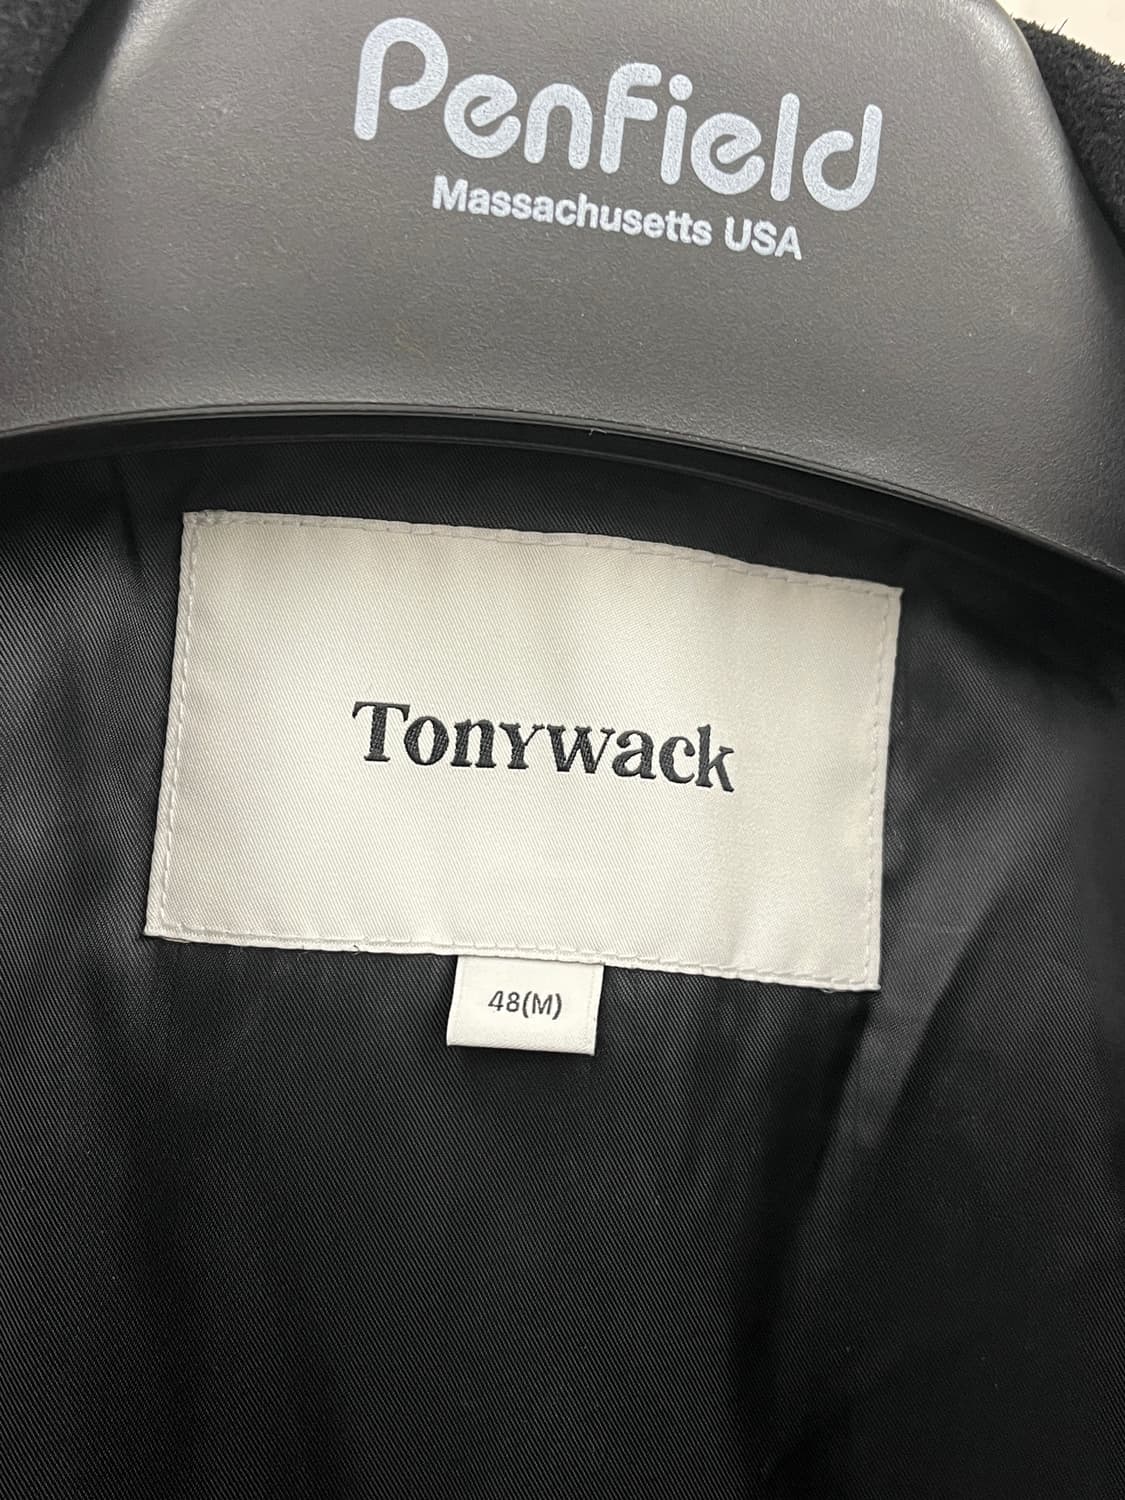 Penfield
Massachusetts USA
Tonywack
48(M)